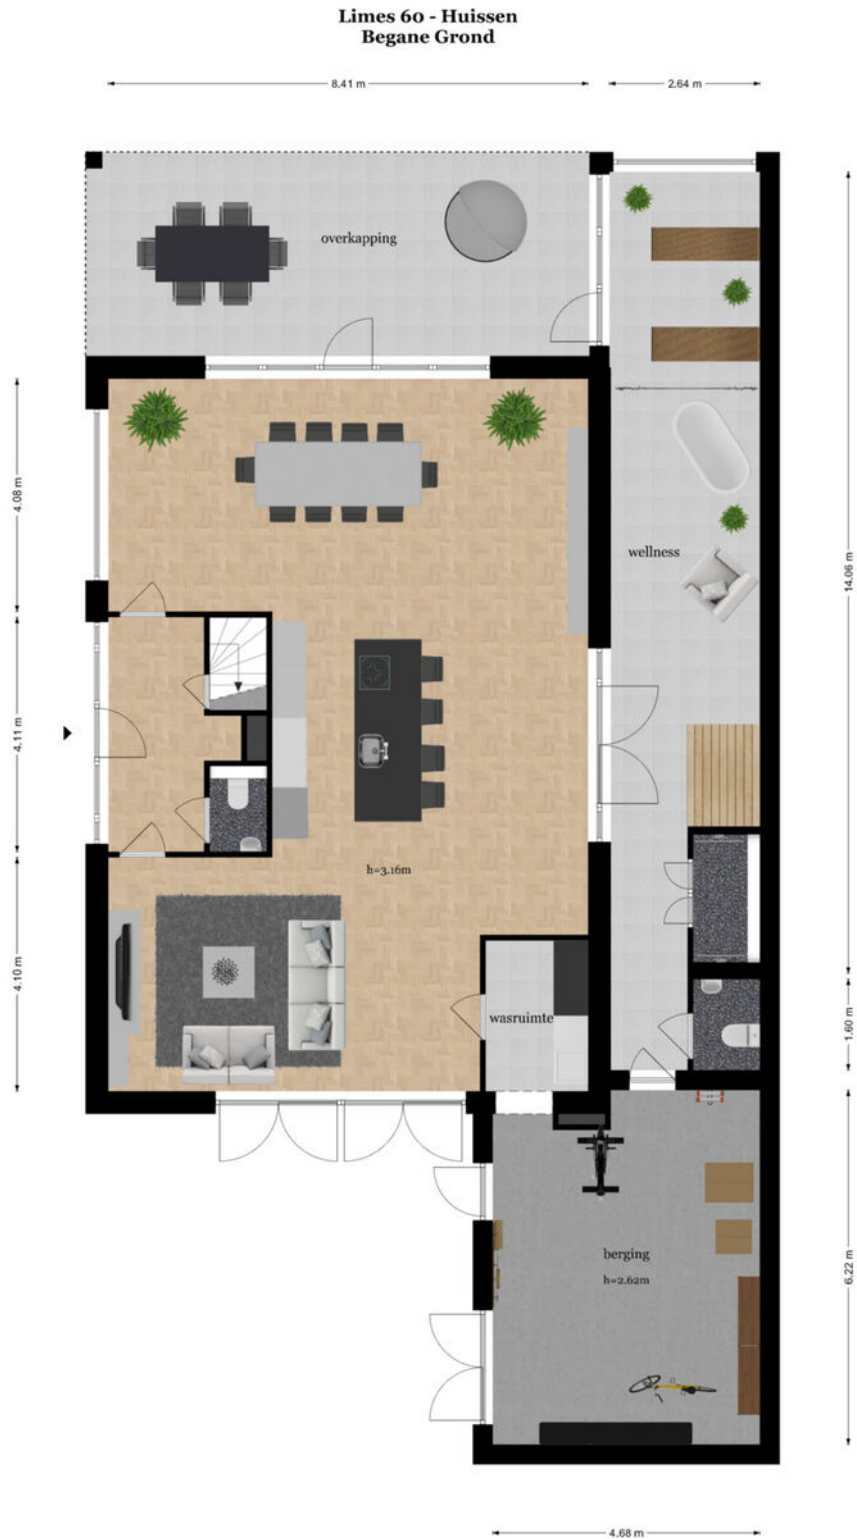 Limes 60 - Huissen
Begane Grond
8.41 m
2.64 m
overkapping
4.08 m
wellness
14.06 m
4.11 m
h=3.16m
4.10 m
wasruimte
1.60 m
berging
h=2.62m
6.22 m
4.68 m